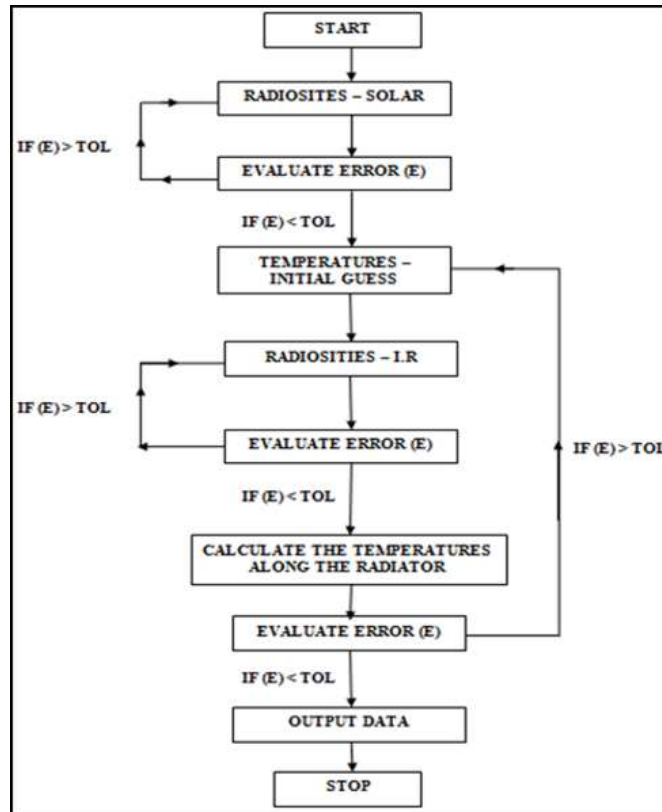 START
RADIOSITES – SOLAR
IF (E) > TOL
EVALUATE ERROR (E)
IF (E) < TOL
TEMPERATURES –
INITIAL GUESS
RADIOSITIES – I.R
IF (E) > TOL
EVALUATE ERROR (E)
IF (E) > TOL
IF (E) < TOL
CALCULATE THE TEMPERATURES
ALONG THE RADIATOR
EVALUATE ERROR (E)
IF (E) < TOL
OUTPUT DATA
STOP